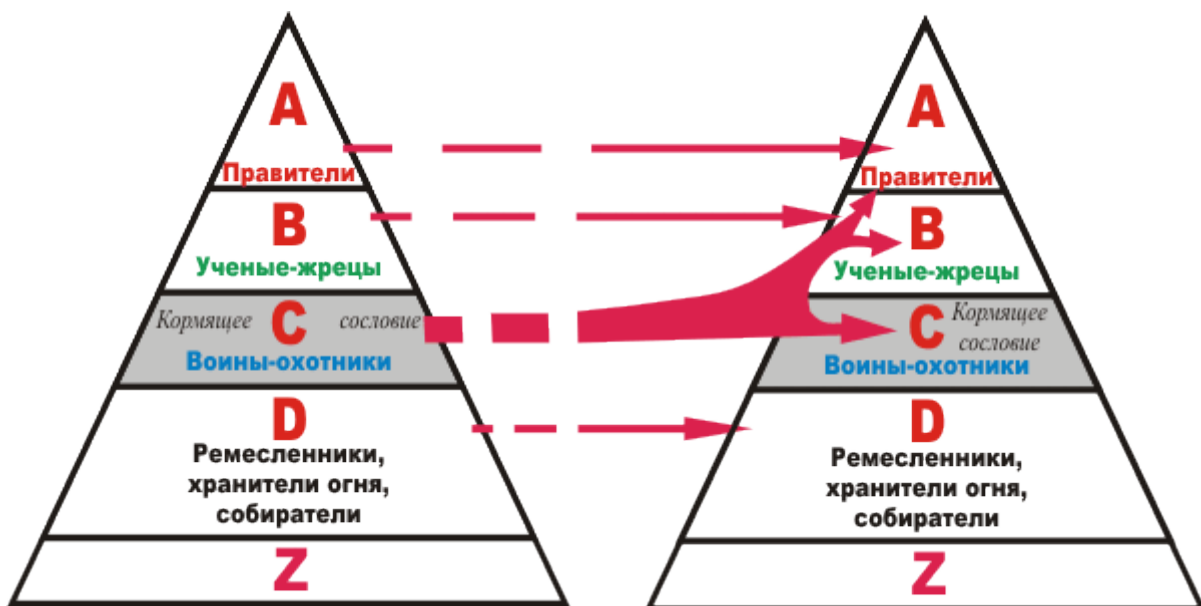 A
Правители
B
Ученые-жрецы
Кормящее C сословие
Воины-охотники
D
Ремесленники,
хранители огня,
собиратели
Z
A
Правители
B
Ученые-жрецы
C Кормящее
сословие
Воины-охотники
D
Ремесленники,
хранители огня,
собиратели
Z